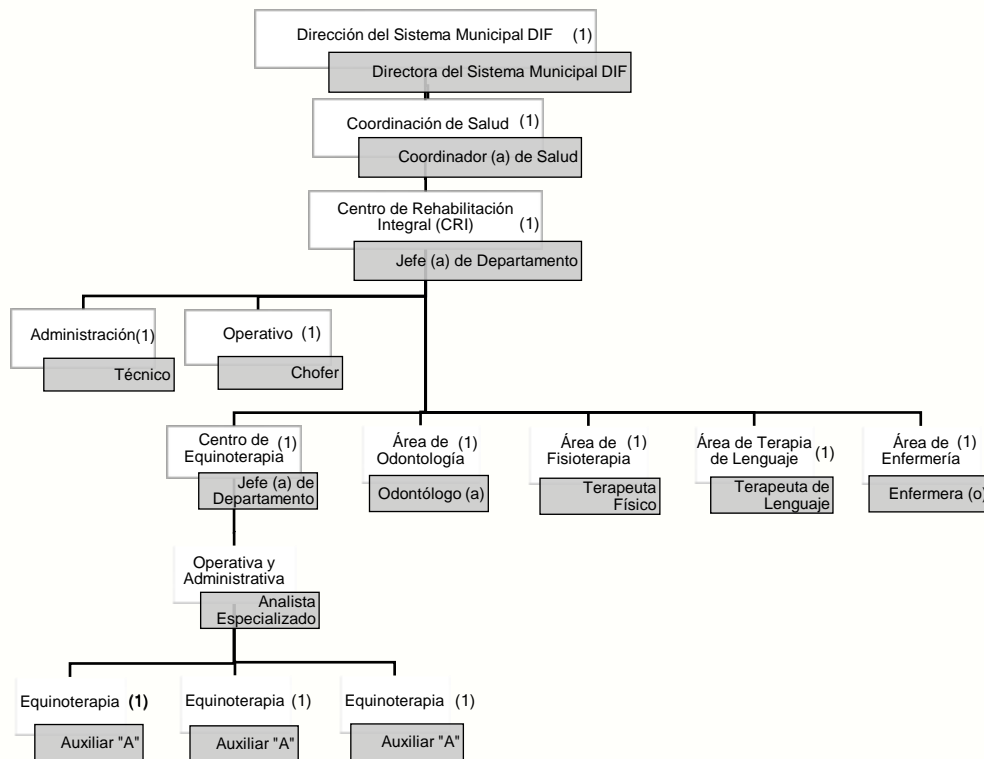 Dirección del Sistema Municipal DIF (1)
Directora del Sistema Municipal DIF
Coordinación de Salud (1)
Coordinador (a) de Salud
Centro de Rehabilitación
Integral (CRI) (1)
Jefe (a) de Departamento
Administración (1)
Técnico
Operativo (1)
Chofer
Centro de (1)
Equinoterapia
Jefe (a) de
Departamento
Área de (1)
Odontología
Odontólogo (a)
Área de (1)
Fisioterapia
Terapeuta
Físico
Área de Terapia
de Lenguaje (1)
Terapeuta de
Lenguaje
Área de (1)
Enfermería
Enfermera (o)
Operativa y
Administrativa
Analista
Especializado
Equinoterapia (1)
Auxiliar "A"
Equinoterapia (1)
Auxiliar "A"
Equinoterapia (1)
Auxiliar "A"